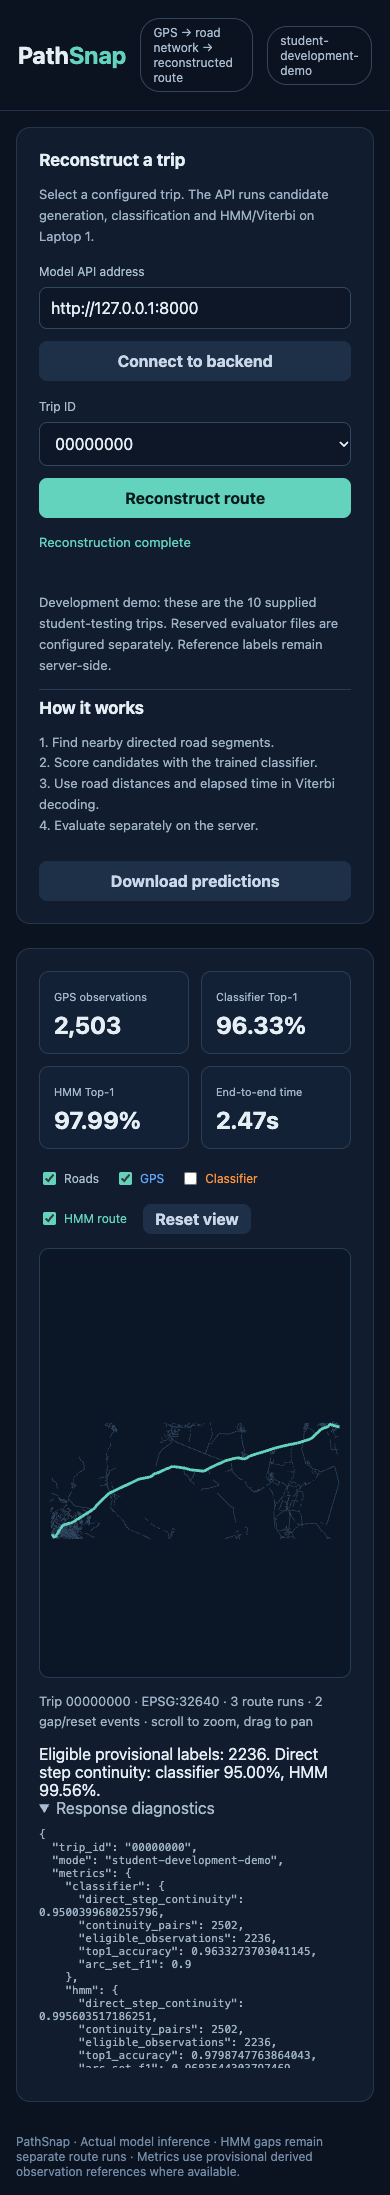 PathSnap
GPS → road
network →
reconstructed
route
student-
development-
demo
Reconstruct a trip
Select a configured trip. The API runs candidate
generation, classification and HMM/Viterbi on
Laptop 1.
Model API address
http://127.0.0.1:8000
Connect to backend
Trip ID
00000000
Reconstruct route
Reconstruction complete
Development demo: these are the 10 supplied
student-testing trips. Reserved evaluator files are
configured separately. Reference labels remain
server-side.
How it works
1. Find nearby directed road segments.
2. Score candidates with the trained classifier.
3. Use road distances and elapsed time in Viterbi
decoding.
4. Evaluate separately on the server.
Download predictions
GPS observations
2,503
Classifier Top-1
96.33%
HMM Top-1
97.99%
End-to-end time
2.47s
Roads
GPS
Classifier
HMM route
Reset view
Trip 00000000 · EPSG:32640 · 3 route runs · 2
gap/reset events · scroll to zoom, drag to pan
Eligible provisional labels: 2236. Direct
step continuity: classifier 95.00%, HMM
99.56%.
▼ Response diagnostics
{
"trip_id": "00000000",
"mode": "student-development-demo",
"metrics": {
"classifier": {
"direct_step_continuity":
0.9500399680255796,
"continuity_pairs": 2502,
"eligible_observations": 2236,
"top1_accuracy": 0.9633273703041145,
"arc_set_f1": 0.9
},
"hmm": {
"direct_step_continuity":
0.995603517186251,
"continuity_pairs": 2502,
"eligible_observations": 2236,
"top1_accuracy": 0.9798747763864043,
PathSnap · Actual model inference · HMM gaps remain
separate route runs · Metrics use provisional derived
observation references where available.